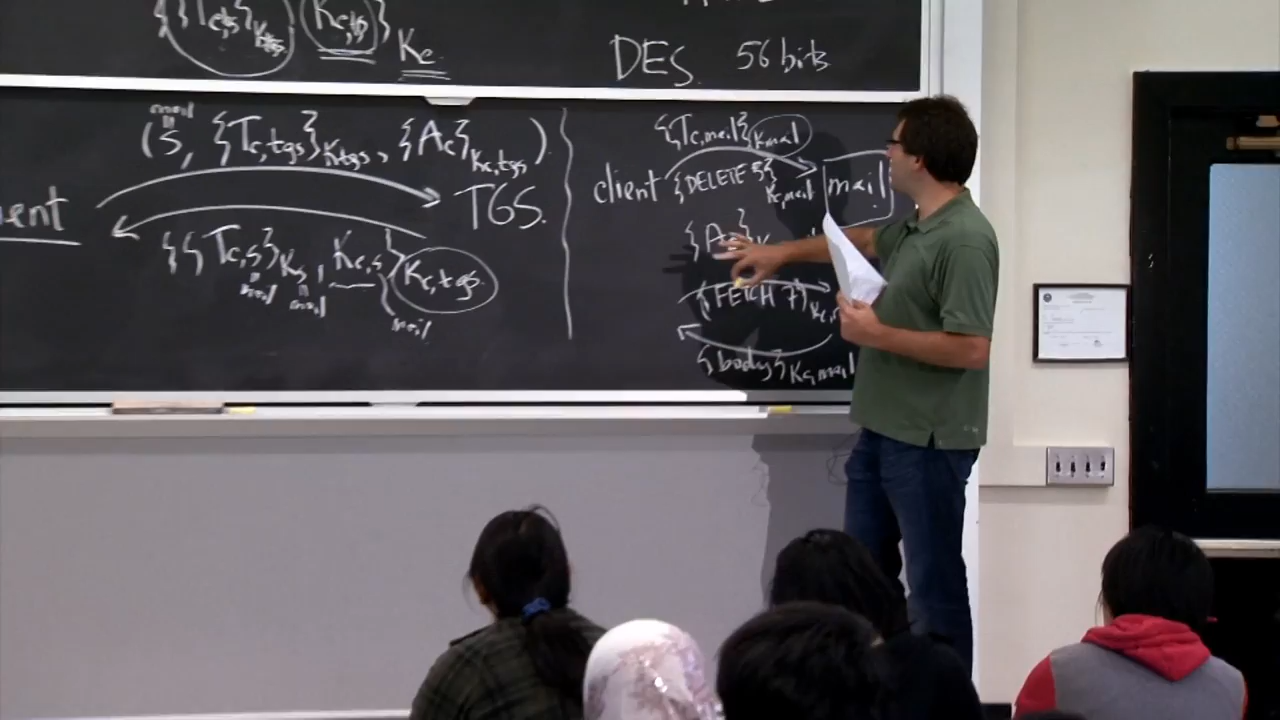 {{Tc,tgs}Ktgs, Kc,tgs}Kc
DES. 56 bits
mail
(s, {Tc,tgs}Ktgs, {Ac}Kc,tgs).
ient TGS.
{{Tc,s}Ks, Kc,s}Kc,tgs
mail mail mail
{Tc,mail}Kmail
client {DELETE 5}Kc,mail mail
{Ac}K
{FETCH 7}Kc,
{body}Kc,mail